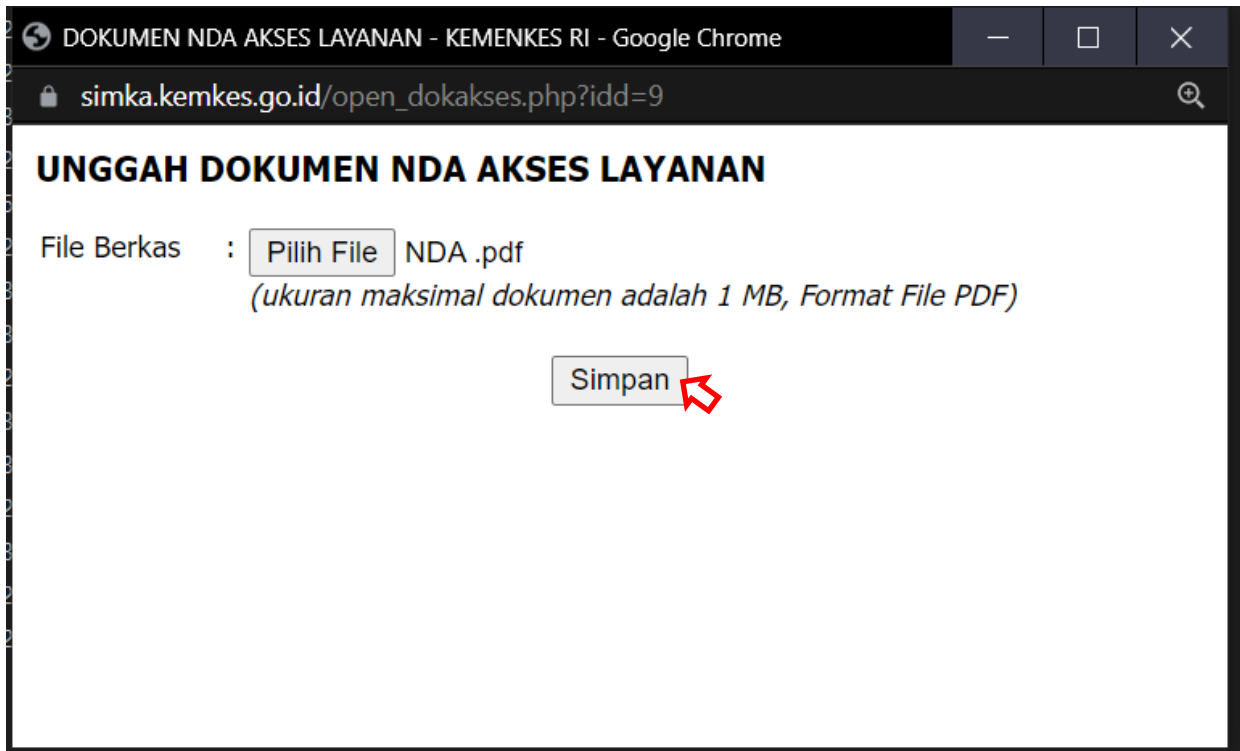 DOKUMEN NDA AKSES LAYANAN - KEMENKES RI - Google Chrome
simka.kemkes.go.id/open_dokakses.php?idd=9
UNGGAH DOKUMEN NDA AKSES LAYANAN
File Berkas : Pilih File NDA .pdf
(ukuran maksimal dokumen adalah 1 MB, Format File PDF)
Simpan